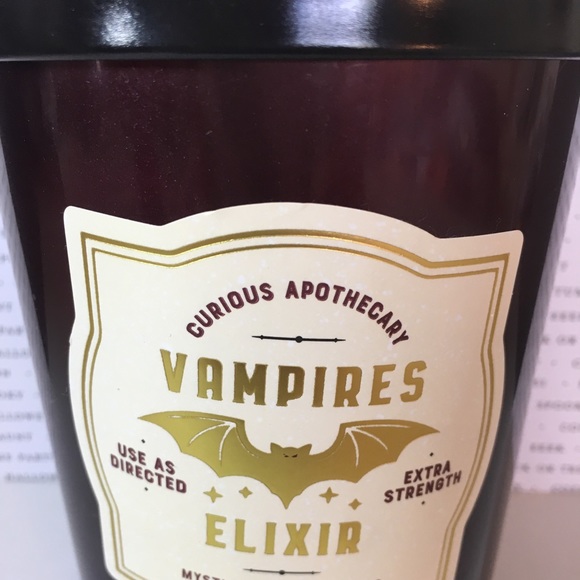 CURIOUS APOTHECARY
VAMPIRES
USE AS
DIRECTED
EXTRA
STRENGTH
ELIXIR